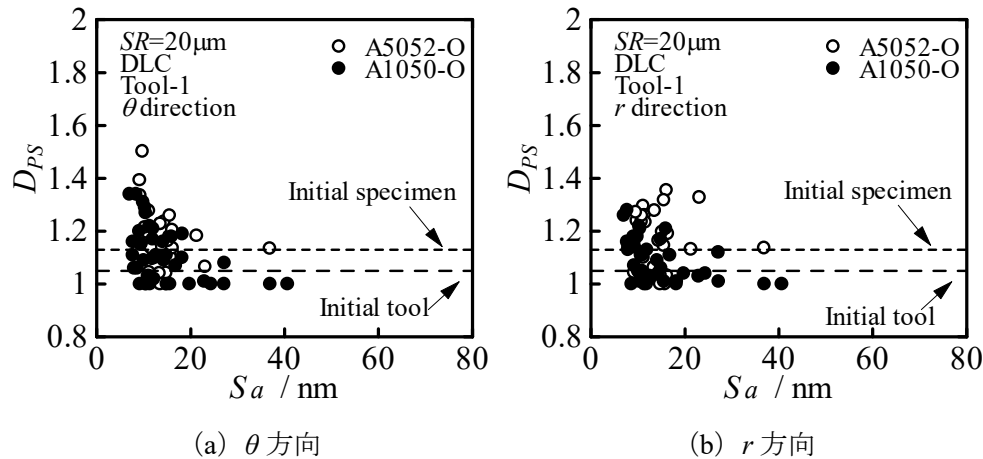 2
SR=20μm
DLC
Tool-1
θ direction
A5052-O
A1050-O
1.8
1.6
1.4
1.2
1
0.8
D_PS
Initial specimen
Initial tool
0 20 40 60 80
Sa / nm
(a) θ 方向
2
SR=20μm
DLC
Tool-1
r direction
A5052-O
A1050-O
1.8
1.6
1.4
1.2
1
0.8
D_PS
Initial specimen
Initial tool
0 20 40 60 80
Sa / nm
(b) r 方向